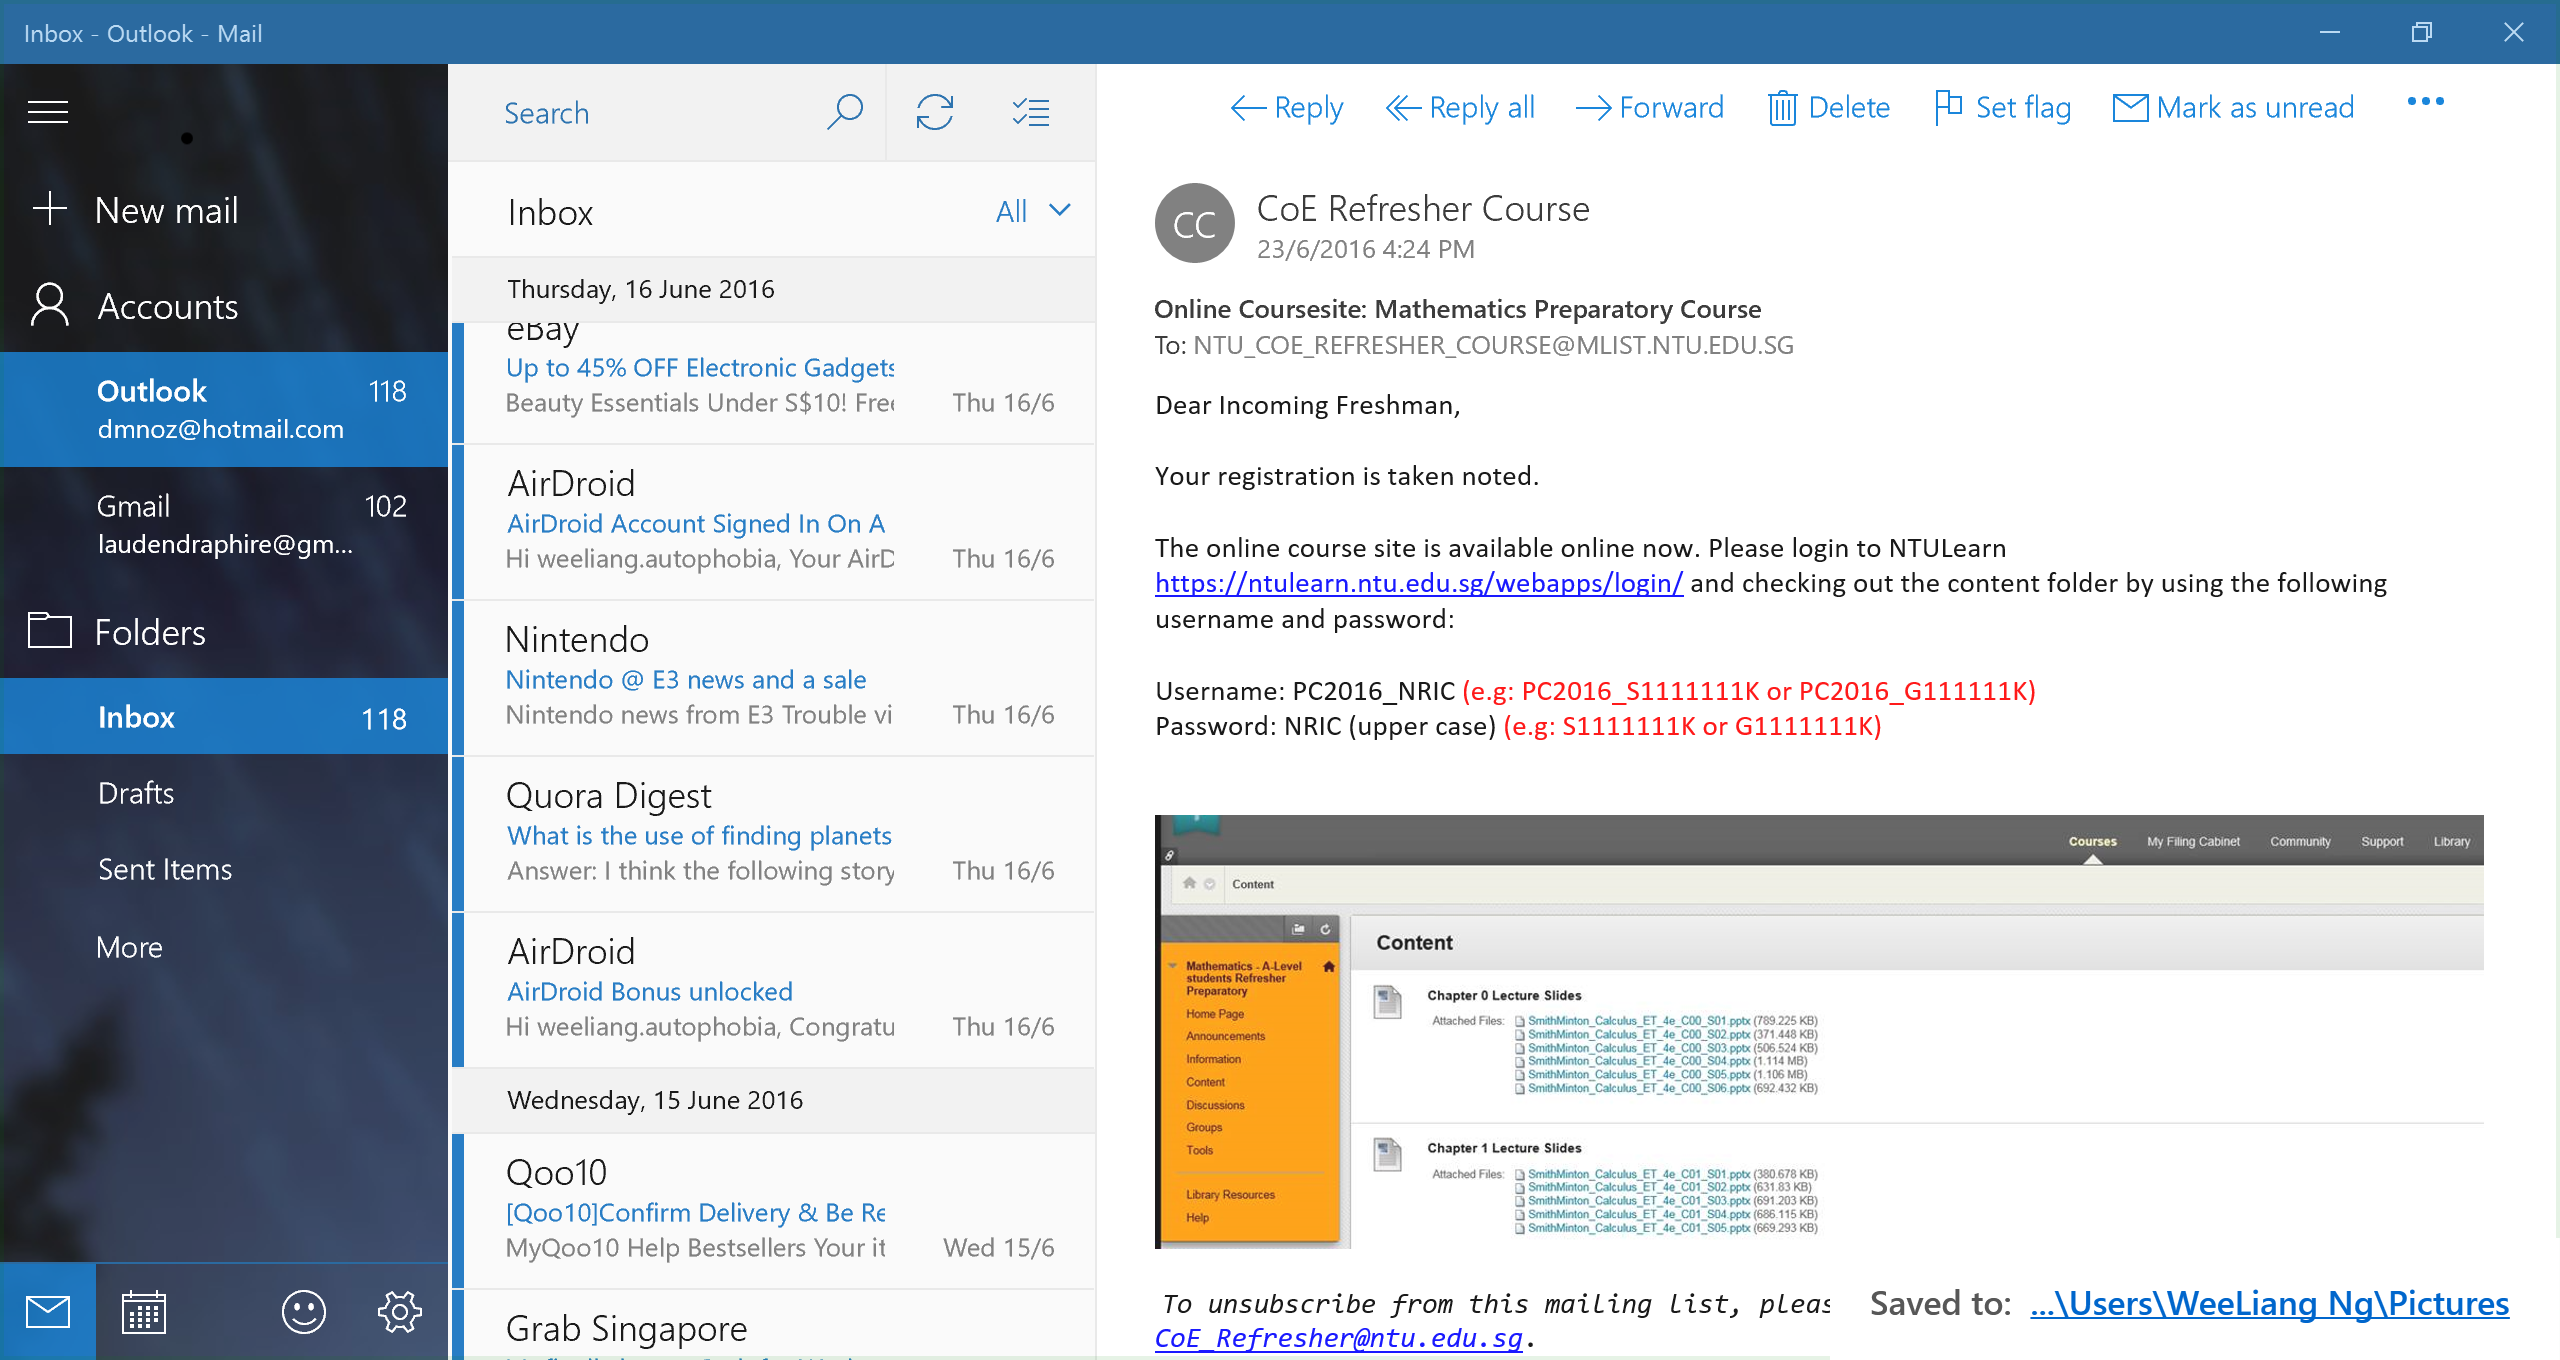 Inbox - Outlook - Mail
New mail
Accounts
Outlook 118
dmnoz@hotmail.com
Gmail 102
laudendraphire@gm...
Folders
Inbox 118
Drafts
Sent Items
More
Search
Inbox All
Thursday, 16 June 2016
eBay
Up to 45% OFF Electronic Gadgets
Beauty Essentials Under S$10! Free Thu 16/6
AirDroid
AirDroid Account Signed In On A
Hi weeliang.autophobia, Your AirD Thu 16/6
Nintendo
Nintendo @ E3 news and a sale
Nintendo news from E3 Trouble vi Thu 16/6
Quora Digest
What is the use of finding planets
Answer: I think the following story Thu 16/6
AirDroid
AirDroid Bonus unlocked
Hi weeliang.autophobia, Congratu Thu 16/6
Wednesday, 15 June 2016
Qoo10
[Qoo10]Confirm Delivery & Be Re
MyQoo10 Help Bestsellers Your it Wed 15/6
Grab Singapore
Reply Reply all Forward Delete Set flag Mark as unread
CC
CoE Refresher Course
23/6/2016 4:24 PM
Online Coursesite: Mathematics Preparatory Course
To: NTU_COE_REFRESHER_COURSE@MLIST.NTU.EDU.SG
Dear Incoming Freshman,
Your registration is taken noted.
The online course site is available online now. Please login to NTULearn
https://ntulearn.ntu.edu.sg/webapps/login/ and checking out the content folder by using the following
username and password:
Username: PC2016_NRIC (e.g: PC2016_S1111111K or PC2016_G111111K)
Password: NRIC (upper case) (e.g: S1111111K or G1111111K)
Courses My Filing Cabinet Community Support Library
Content
Mathematics - A-Level
students Refresher
Preparatory
Home Page
Announcements
Information
Content
Discussions
Groups
Tools
Library Resources
Help
Content
Chapter 0 Lecture Slides
Attached Files: SmithMinton_Calculus_ET_4e_C00_S01.pptx (789.225 KB)
SmithMinton_Calculus_ET_4e_C00_S02.pptx (371.448 KB)
SmithMinton_Calculus_ET_4e_C00_S03.pptx (506.524 KB)
SmithMinton_Calculus_ET_4e_C00_S04.pptx (1.114 MB)
SmithMinton_Calculus_ET_4e_C00_S05.pptx (1.106 MB)
SmithMinton_Calculus_ET_4e_C00_S06.pptx (692.432 KB)
Chapter 1 Lecture Slides
Attached Files: SmithMinton_Calculus_ET_4e_C01_S01.pptx (380.678 KB)
SmithMinton_Calculus_ET_4e_C01_S02.pptx (631.83 KB)
SmithMinton_Calculus_ET_4e_C01_S03.pptx (691.203 KB)
SmithMinton_Calculus_ET_4e_C01_S04.pptx (686.115 KB)
SmithMinton_Calculus_ET_4e_C01_S05.pptx (669.293 KB)
To unsubscribe from this mailing list, pleas
CoE_Refresher@ntu.edu.sg.
Saved to: ...\Users\WeeLiang Ng\Pictures